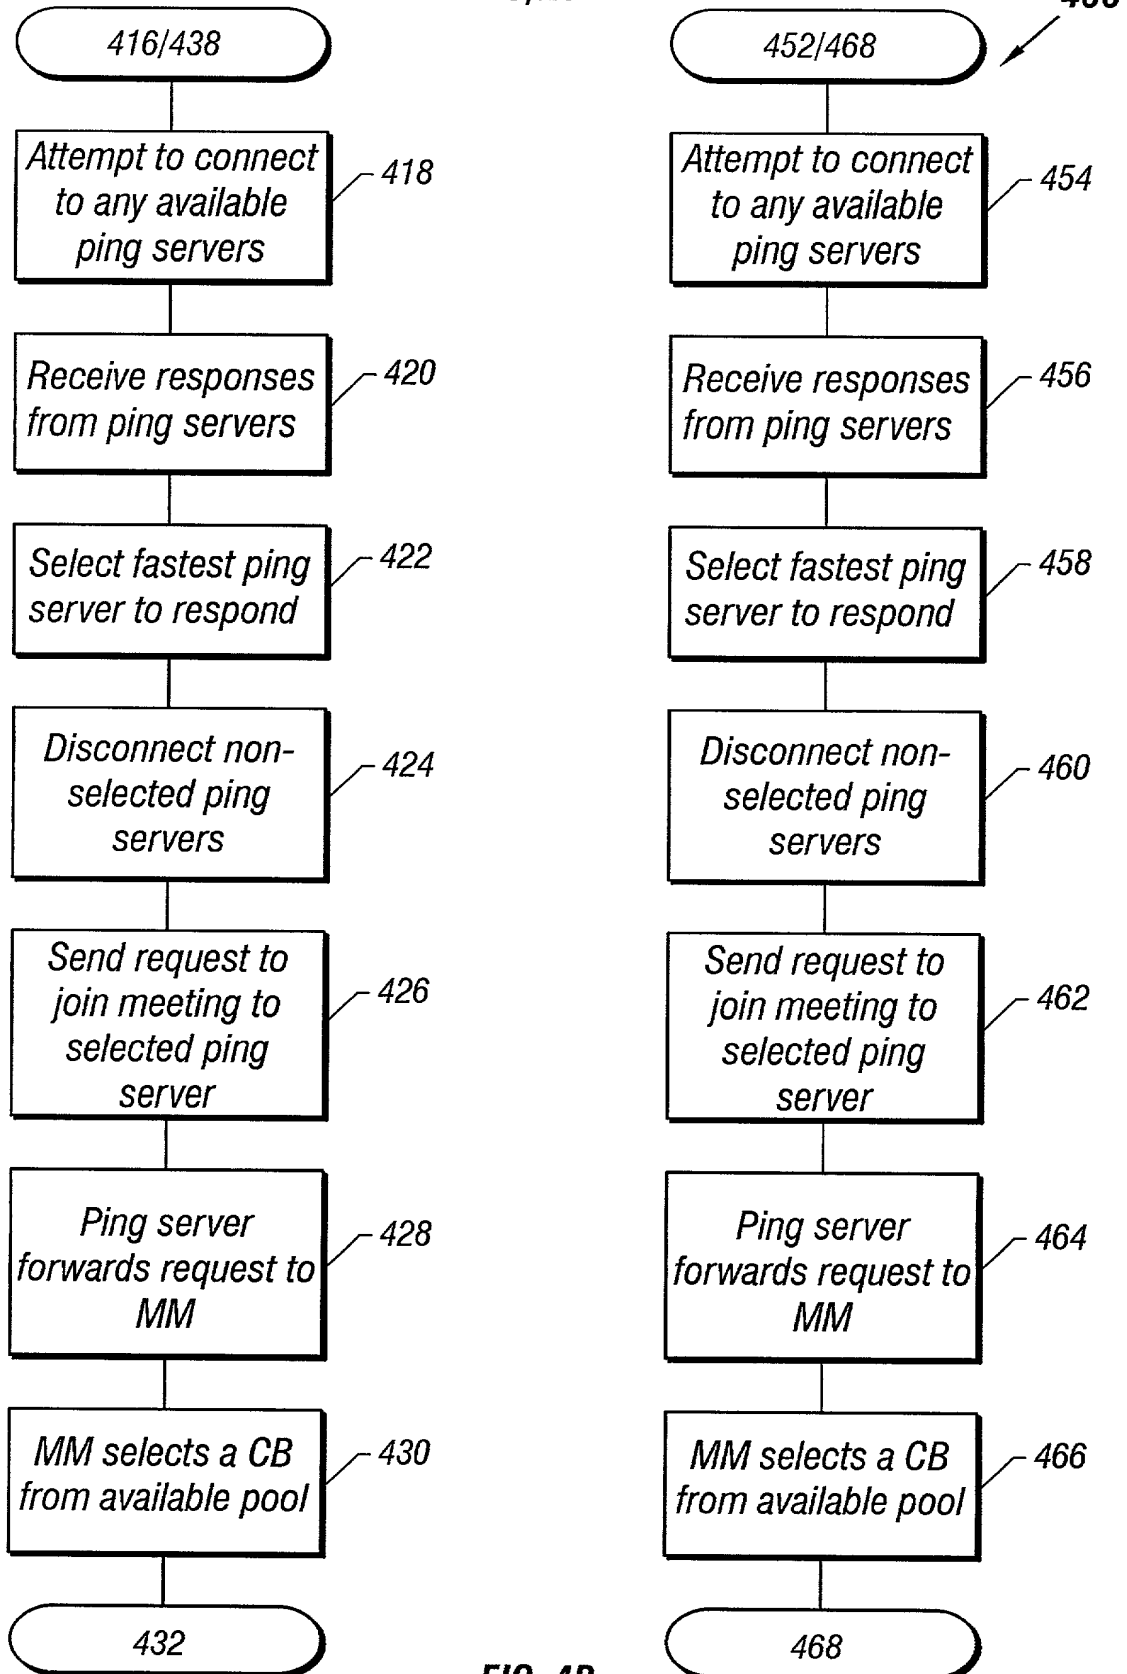 416/438
Attempt to connect
to any available
ping servers
418
Receive responses
from ping servers
420
Select fastest ping
server to respond
422
Disconnect non-
selected ping
servers
424
Send request to
join meeting to
selected ping
server
426
Ping server
forwards request to
MM
428
MM selects a CB
from available pool
430
432
452/468
Attempt to connect
to any available
ping servers
454
Receive responses
from ping servers
456
Select fastest ping
server to respond
458
Disconnect non-
selected ping
servers
460
Send request to
join meeting to
selected ping
server
462
Ping server
forwards request to
MM
464
MM selects a CB
from available pool
466
468